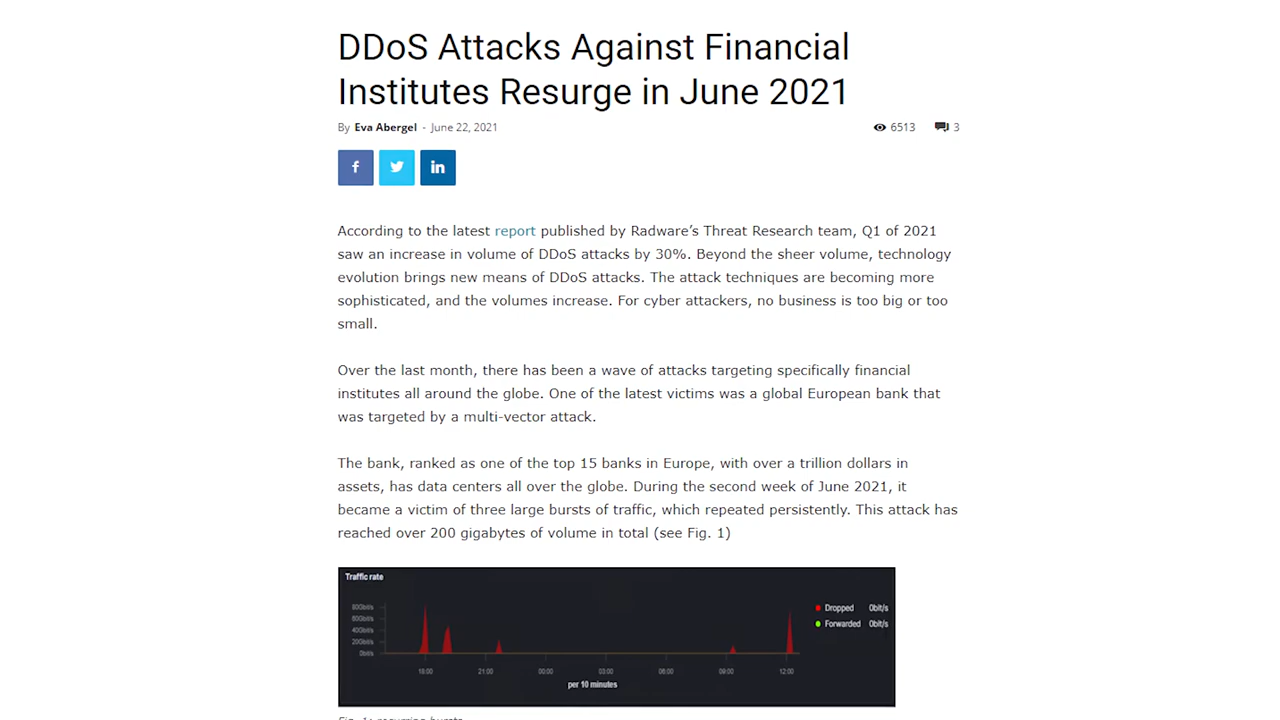 DDoS Attacks Against Financial
Institutes Resurge in June 2021
By Eva Abergel - June 22, 2021 6513 3
According to the latest report published by Radware’s Threat Research team, Q1 of 2021
saw an increase in volume of DDoS attacks by 30%. Beyond the sheer volume, technology
evolution brings new means of DDoS attacks. The attack techniques are becoming more
sophisticated, and the volumes increase. For cyber attackers, no business is too big or too
small.
Over the last month, there has been a wave of attacks targeting specifically financial
institutes all around the globe. One of the latest victims was a global European bank that
was targeted by a multi-vector attack.
The bank, ranked as one of the top 15 banks in Europe, with over a trillion dollars in
assets, has data centers all over the globe. During the second week of June 2021, it
became a victim of three large bursts of traffic, which repeated persistently. This attack has
reached over 200 gigabytes of volume in total (see Fig. 1)
Traffic rate
80Gbit/s
60Gbit/s
40Gbit/s
20Gbit/s
0bit/s
Dropped 0bit/s
Forwarded 0bit/s
18:00 21:00 00:00 03:00 06:00 09:00 12:00
per 10 minutes
Fig. 1: recurring bursts